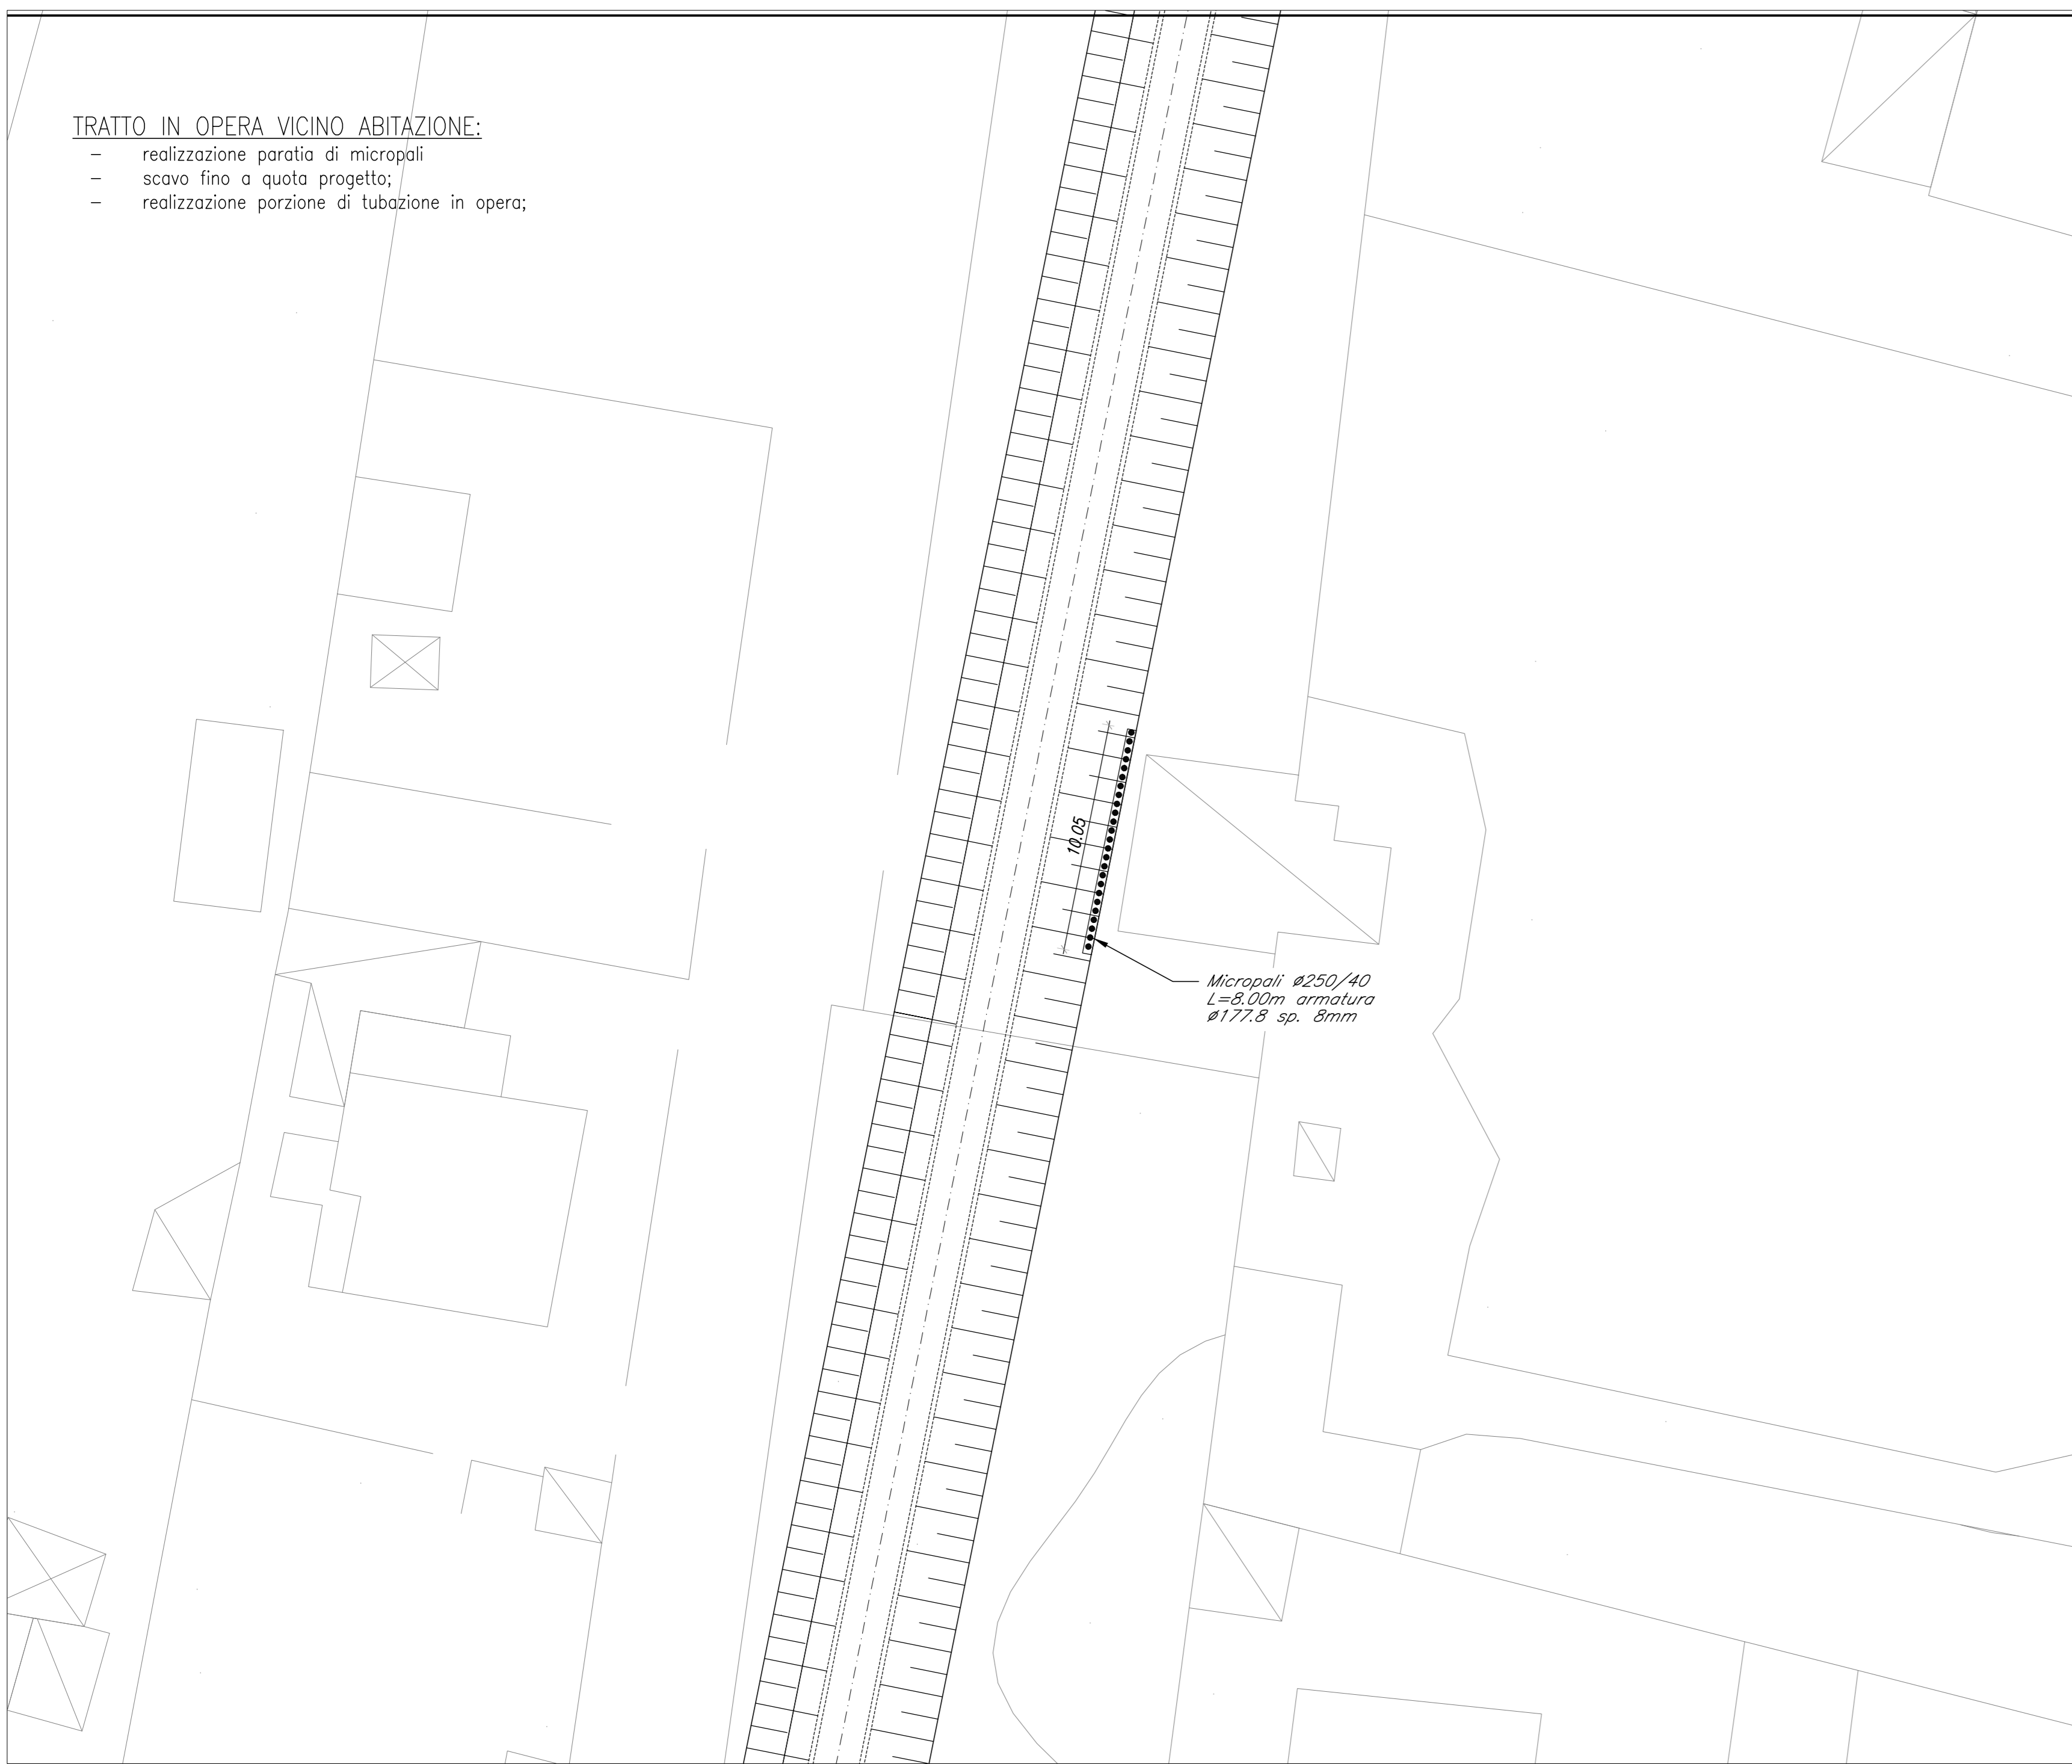 TRATTO IN OPERA VICINO ABITAZIONE:
– realizzazione paratia di micropali
– scavo fino a quota progetto;
– realizzazione porzione di tubazione in opera;
10.05
Micropali ø250/40
L=8.00m armatura
ø177.8 sp. 8mm